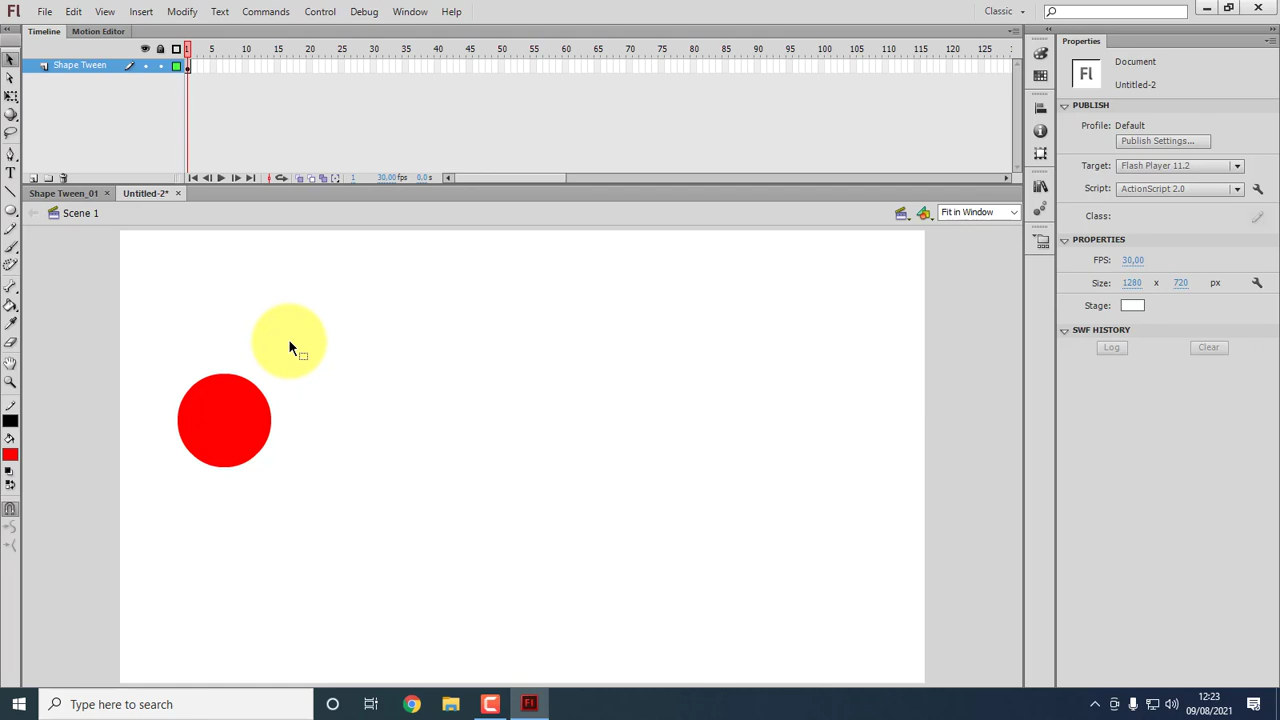 Fl File Edit View Insert Modify Text Commands Control Debug Window Help Classic
Timeline Motion Editor
1 5 10 15 20 25 30 35 40 45 50 55 60 65 70 75 80 85 90 95 100 105 110 115 120 125 1
Shape Tween
1 30,00 fps 0,0 s
Shape Tween_01 × Untitled-2* ×
Scene 1
Fit in Window
Properties
Fl
Document
Untitled-2
PUBLISH
Profile: Default
Publish Settings...
Target: Flash Player 11.2
Script: ActionScript 2.0
Class:
PROPERTIES
FPS: 30,00
Size: 1280 x 720 px
Stage:
SWF HISTORY
Log Clear
Type here to search
Fl
12:23
09/08/2021